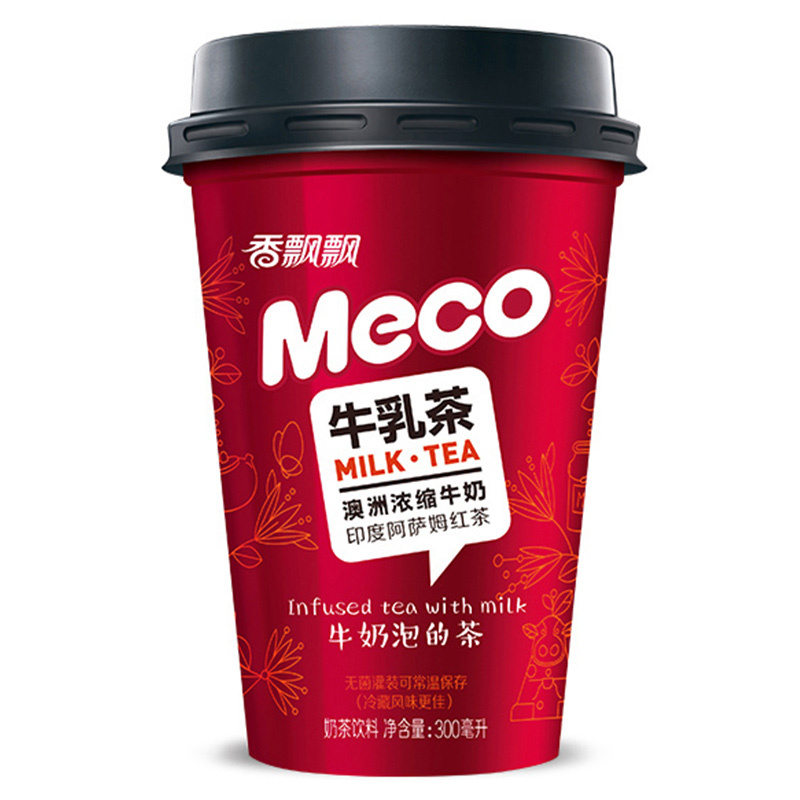 香飘飘
Meco
牛乳茶
MILK·TEA
澳洲浓缩牛奶
印度阿萨姆红茶
Infused tea with milk
牛奶泡的茶
无菌灌装可常温保存
(冷藏风味更佳)
奶茶饮料 净含量:300毫升